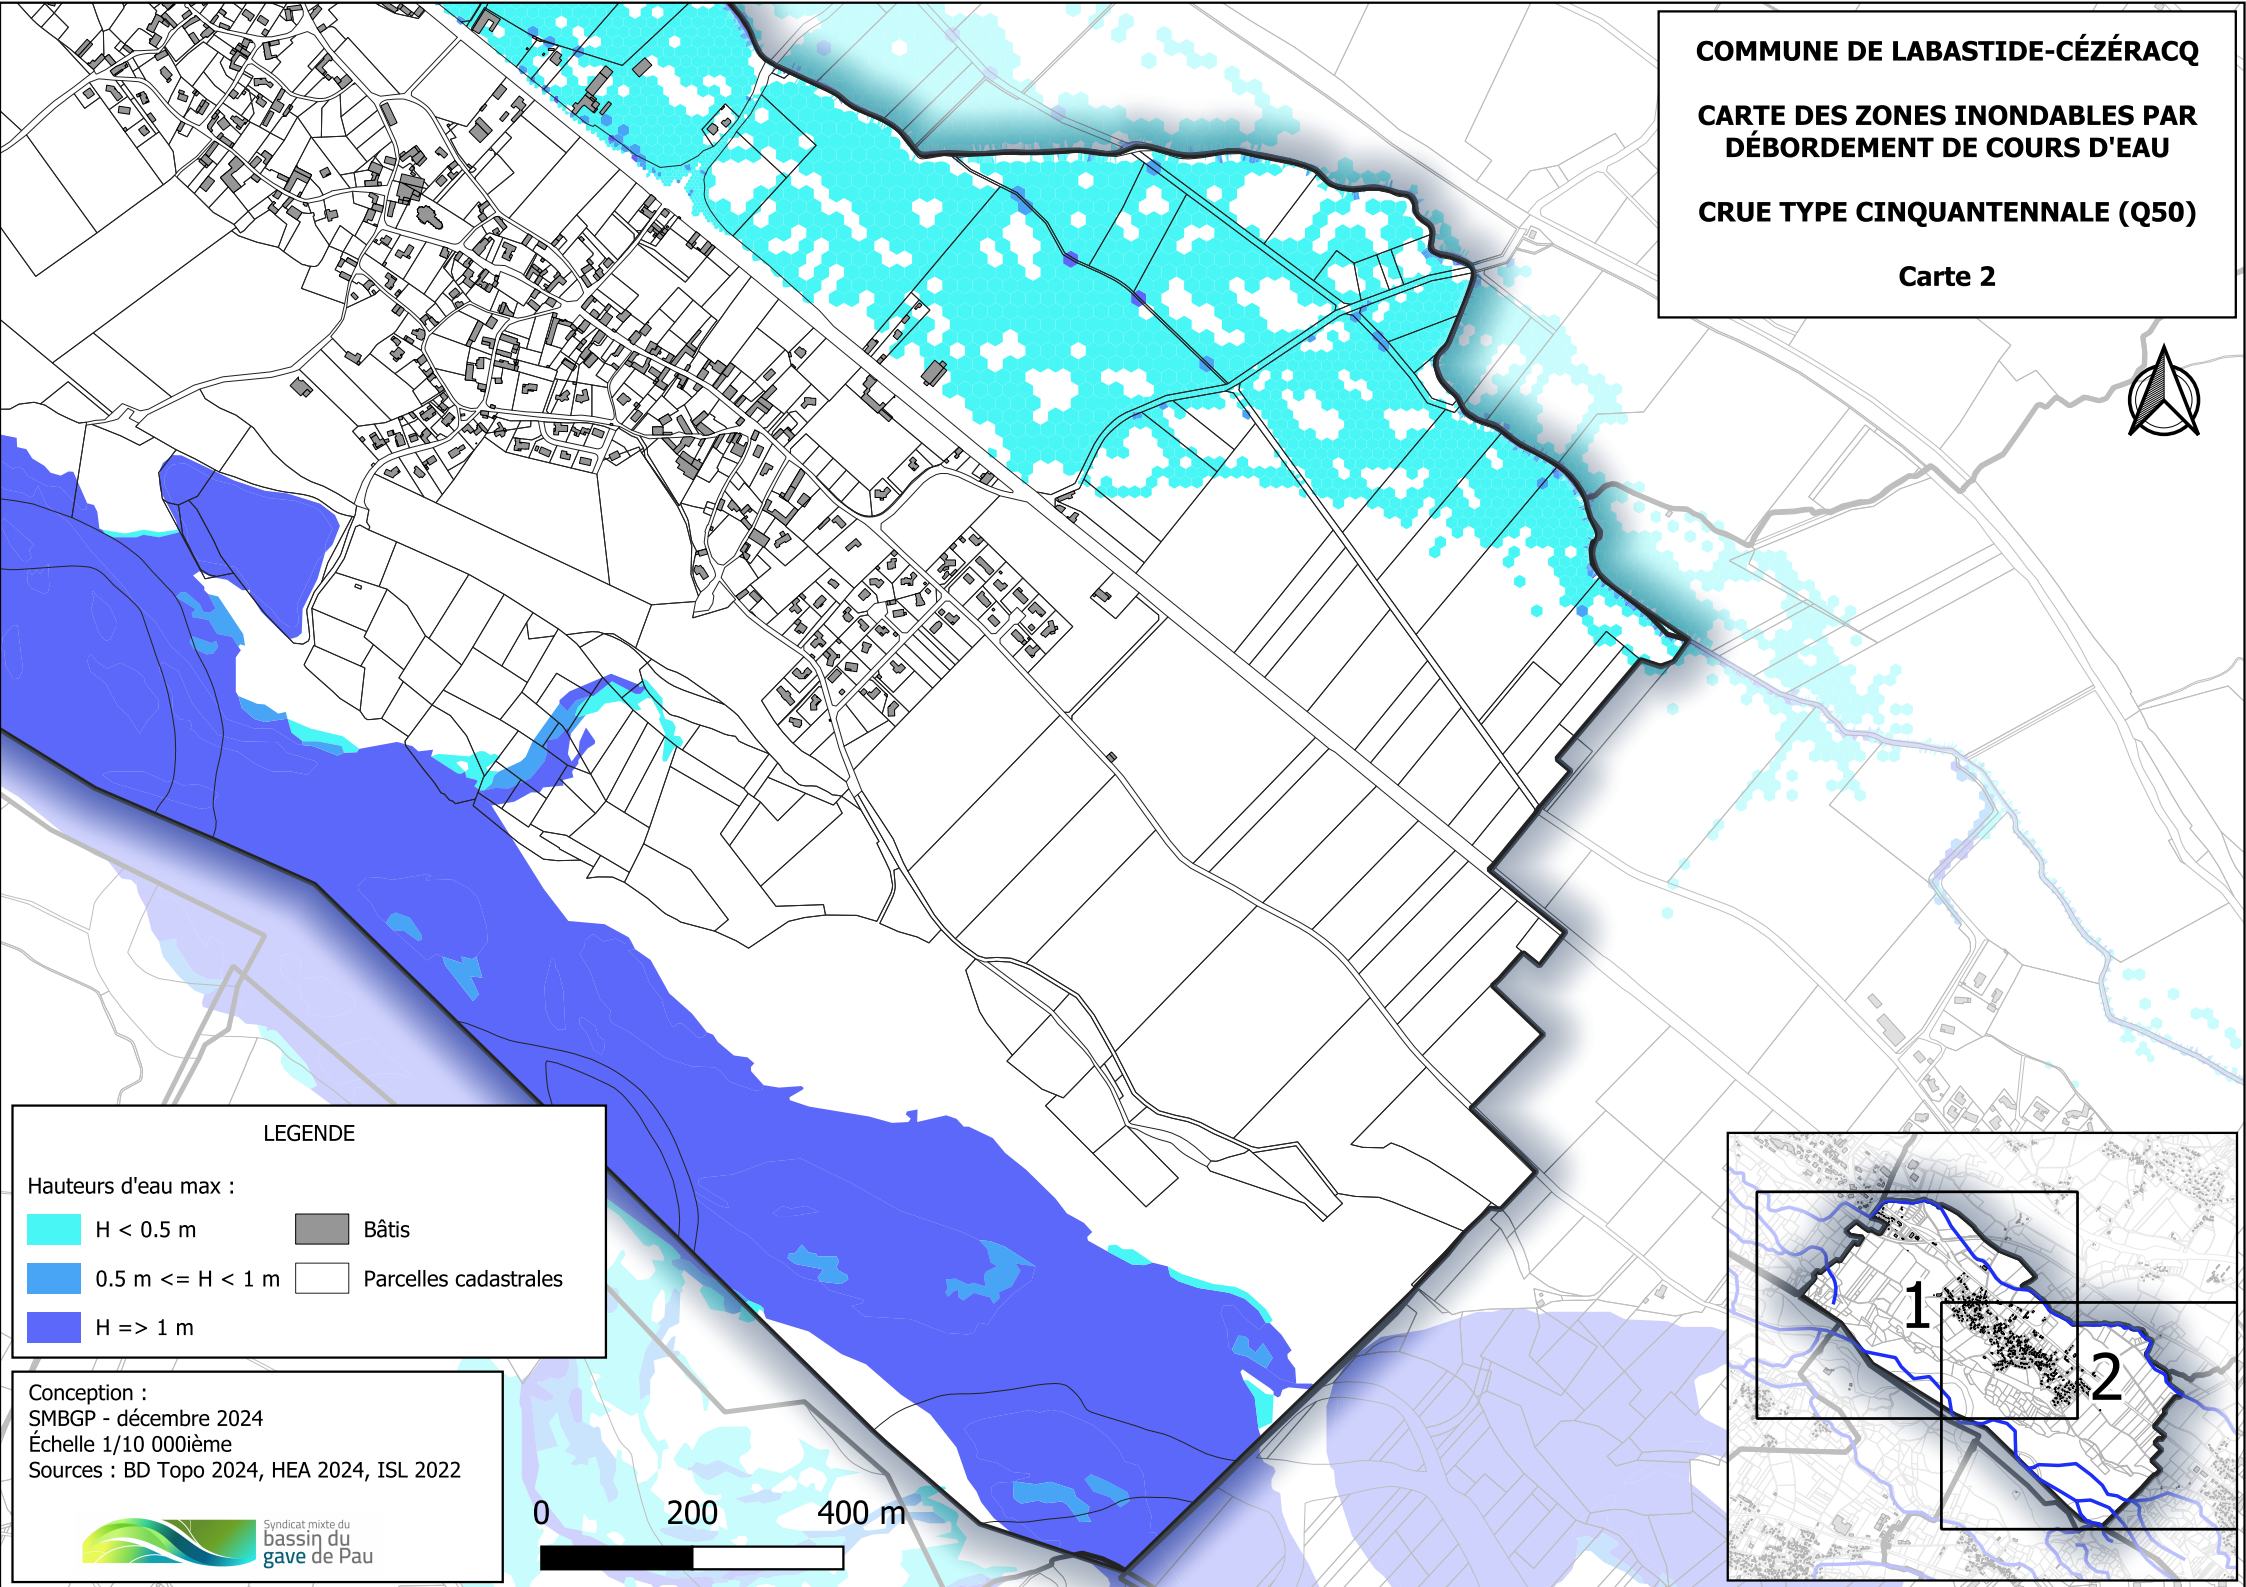 COMMUNE DE LABASTIDE-CÉZÉRACQ
CARTE DES ZONES INONDABLES PAR
DÉBORDEMENT DE COURS D'EAU
CRUE TYPE CINQUANTENNALE (Q50)
Carte 2
LEGENDE
Hauteurs d'eau max :
H < 0.5 m
Bâtis
0.5 m <= H < 1 m
Parcelles cadastrales
H => 1 m
Conception :
SMBGP - décembre 2024
Échelle 1/10 000ième
Sources : BD Topo 2024, HEA 2024, ISL 2022
Syndicat mixte du
bassin du
gave de Pau
0 200 400 m
1
2